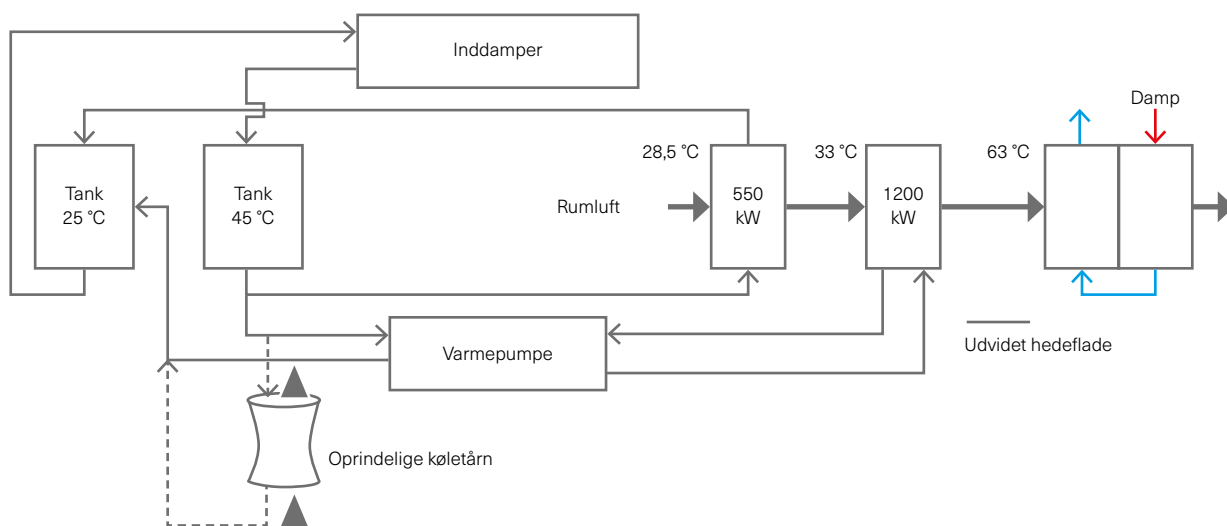 Inddamper
Damp
28,5 °C
33 °C
63 °C
Tank
25 °C
Tank
45 °C
Rumluft
550
kW
1200
kW
Varmepumpe
Udvidet hedeflade
Oprindelige køletårn